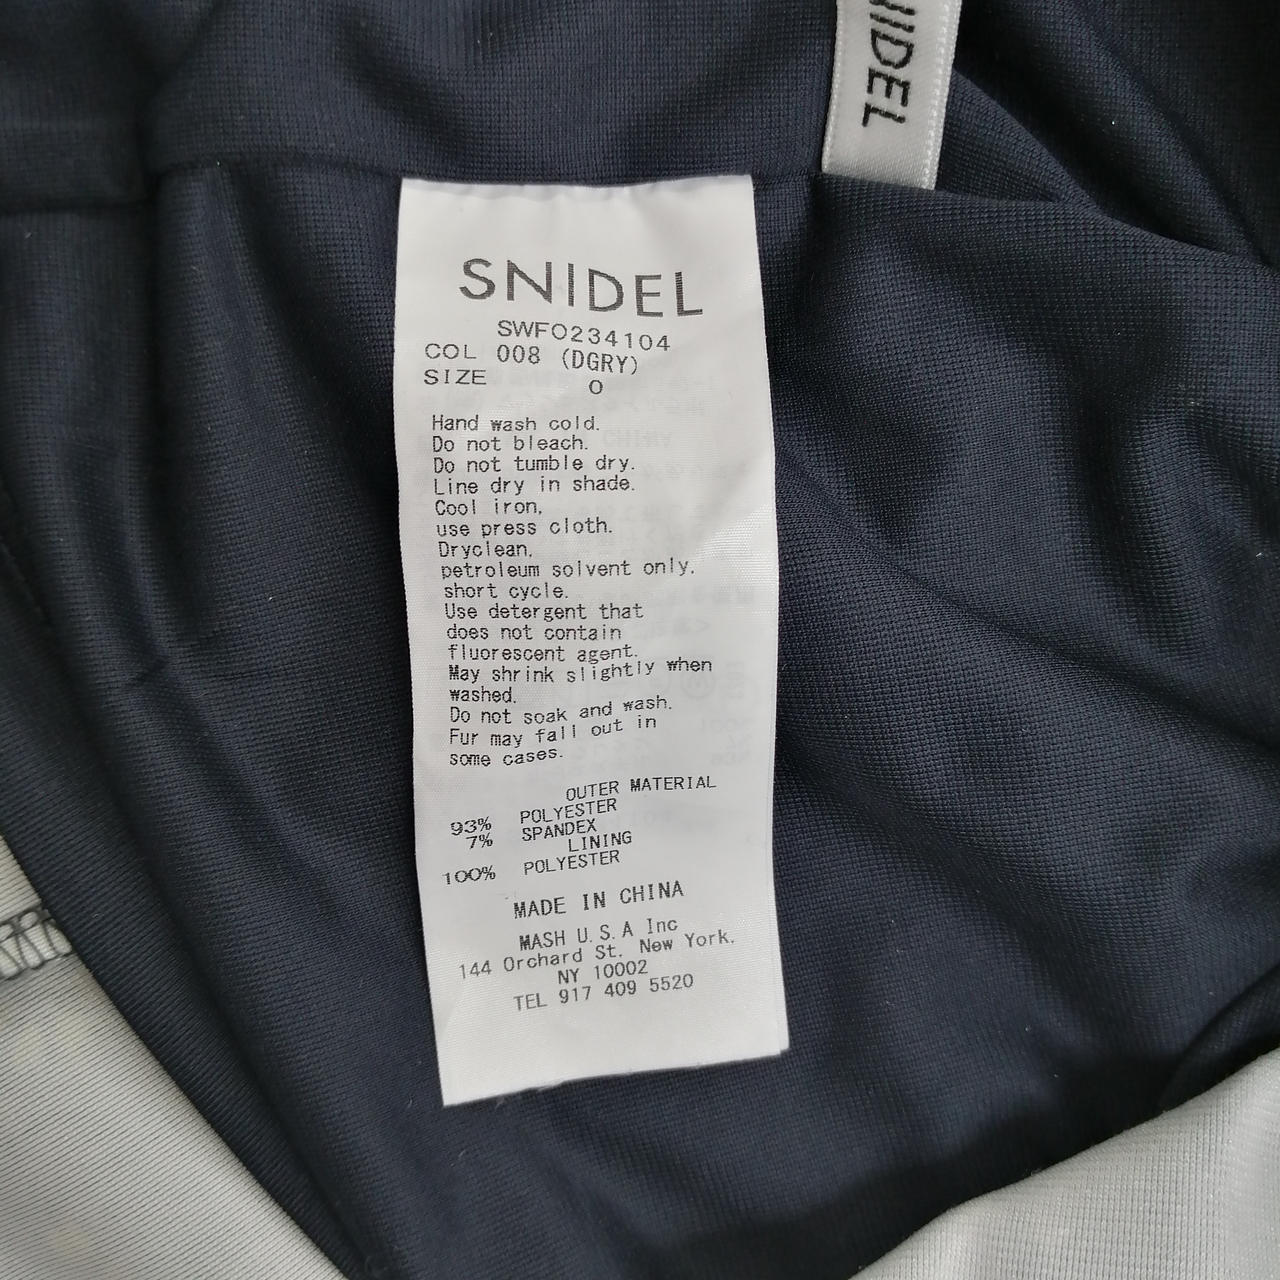 NIDEL
SNIDEL
SWFO234104
COL 008 (DGRY)
SIZE 0
Hand wash cold.
Do not bleach.
Do not tumble dry.
Line dry in shade.
Cool iron,
use press cloth.
Dryclean,
petroleum solvent only,
short cycle.
Use detergent that
does not contain
fluorescent agent.
May shrink slightly when
washed.
Do not soak and wash.
Fur may fall out in
some cases.
OUTER MATERIAL
93% POLYESTER
7% SPANDEX
LINING
100% POLYESTER
MADE IN CHINA
MASH U.S.A Inc
144 Orchard St. New York.
NY 10002
TEL 917 409 5520